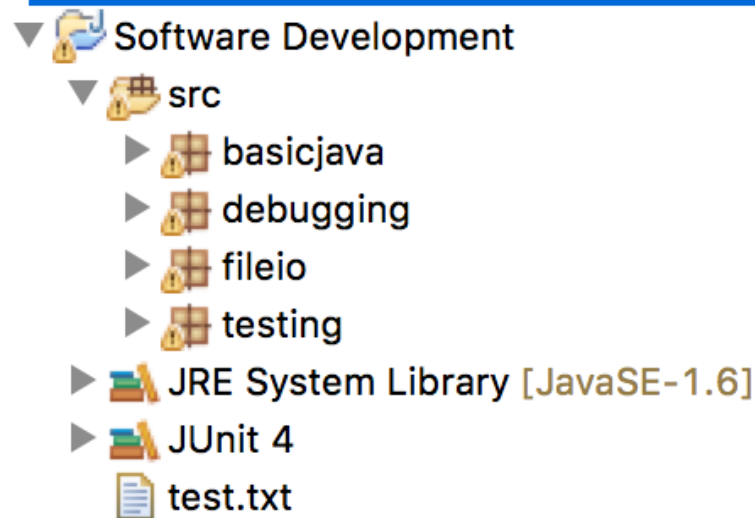 Software Development
src
basicjava
debugging
fileio
testing
JRE System Library [JavaSE-1.6]
JUnit 4
test.txt